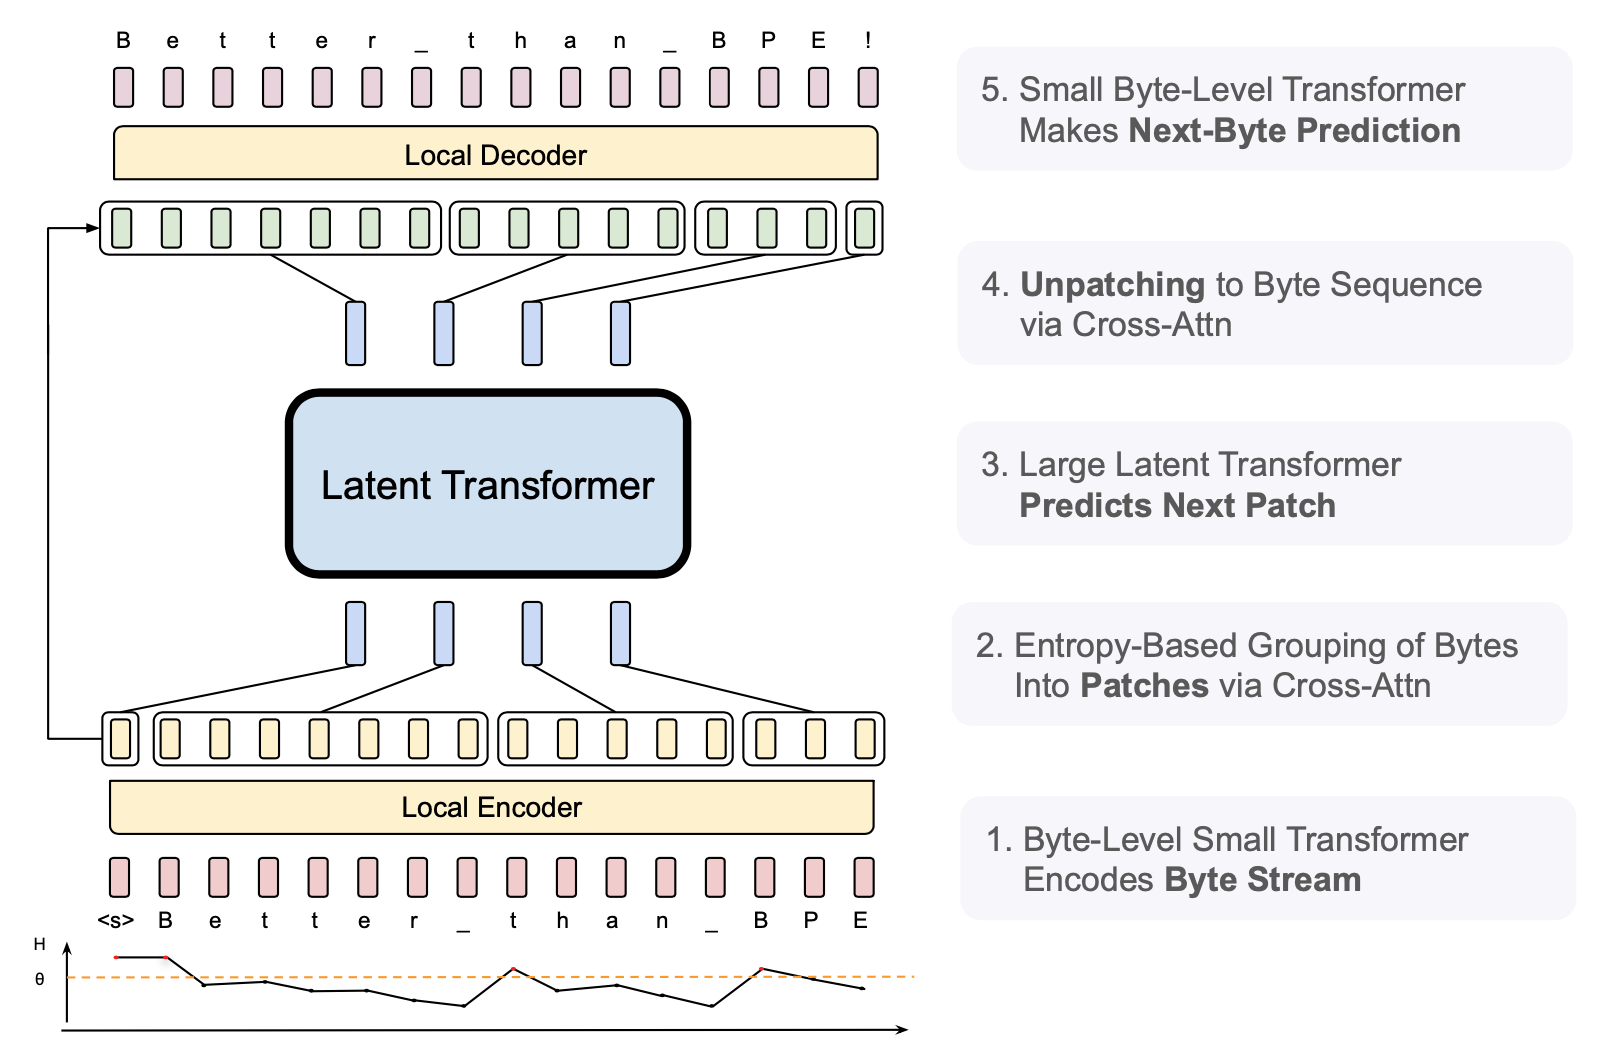 B e t t e r _ t h a n _ B P E !
Local Decoder
Latent Transformer
Local Encoder
<s> B e t t e r _ t h a n _ B P E
H
θ
5. Small Byte-Level Transformer
Makes Next-Byte Prediction
4. Unpatching to Byte Sequence
via Cross-Attn
3. Large Latent Transformer
Predicts Next Patch
2. Entropy-Based Grouping of Bytes
Into Patches via Cross-Attn
1. Byte-Level Small Transformer
Encodes Byte Stream